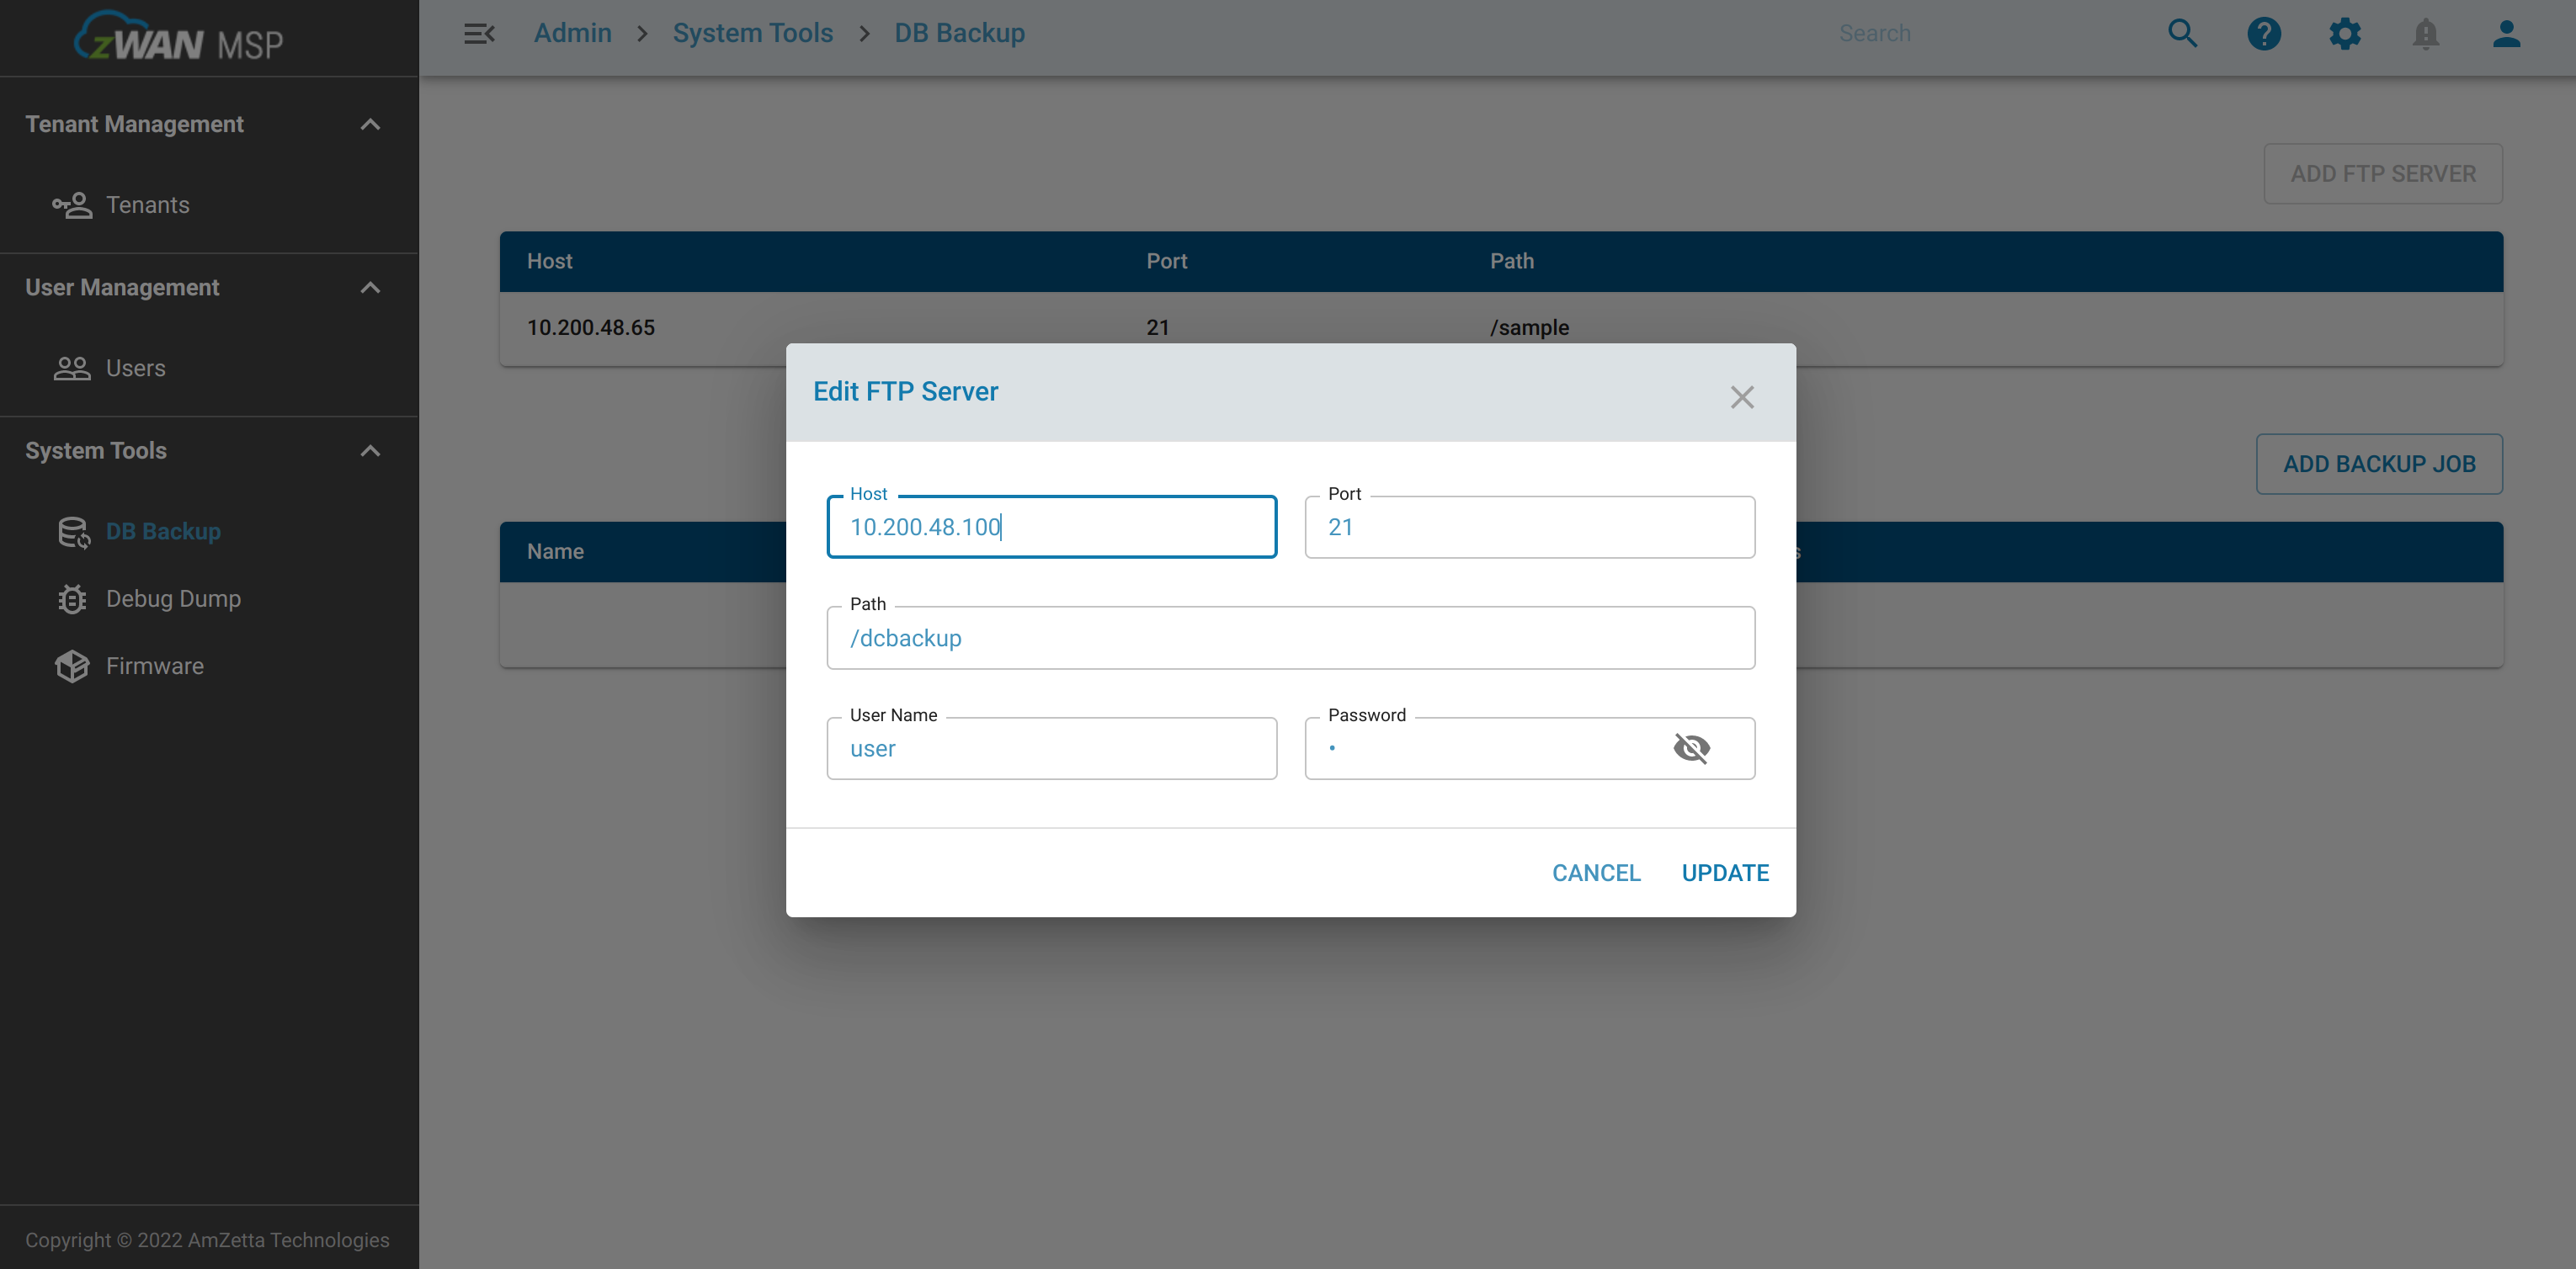 zWAN MSP
Admin > System Tools > DB Backup
Search
Tenant Management
Tenants
User Management
Users
System Tools
DB Backup
Debug Dump
Firmware
Copyright © 2022 AmZetta Technologies
ADD FTP SERVER
Host Port Path
10.200.48.65 21 /sample
ADD BACKUP JOB
Name
Edit FTP Server
Host
10.200.48.100
Port
21
Path
/dcbackup
User Name
user
Password
•
CANCEL UPDATE